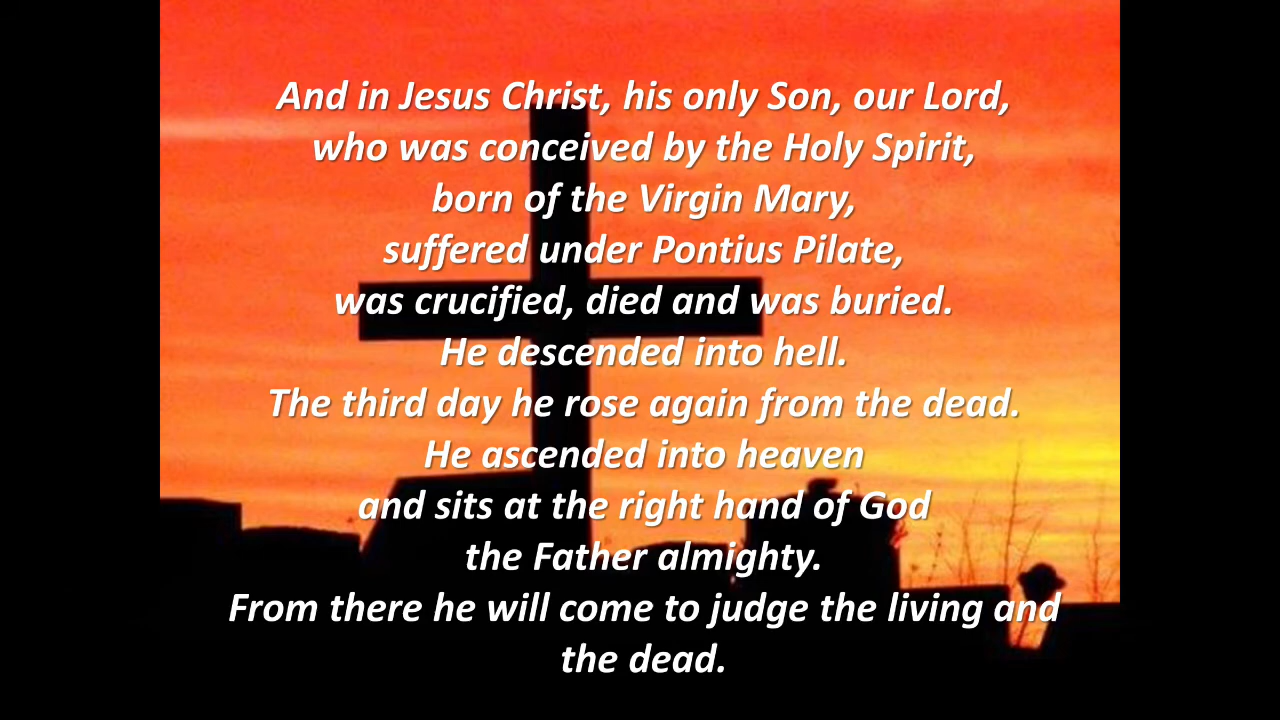 And in Jesus Christ, his only Son, our Lord,
who was conceived by the Holy Spirit,
born of the Virgin Mary,
suffered under Pontius Pilate,
was crucified, died and was buried.
He descended into hell.
The third day he rose again from the dead.
He ascended into heaven
and sits at the right hand of God
the Father almighty.
From there he will come to judge the living and
the dead.